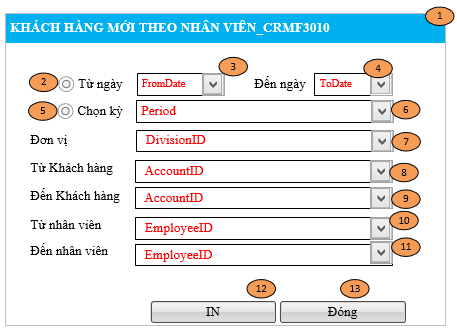 1
KHÁCH HÀNG MỚI THEO NHÂN VIÊN_CRMF3010
2 Từ ngày FromDate 3 Đến ngày ToDate 4
5 Chọn kỳ Period 6
Đơn vị DivisionID 7
Từ Khách hàng AccountID 8
Đến Khách hàng AccountID 9
Từ nhân viên EmployeeID 10
Đến nhân viên EmployeeID 11
12 13
IN Đóng